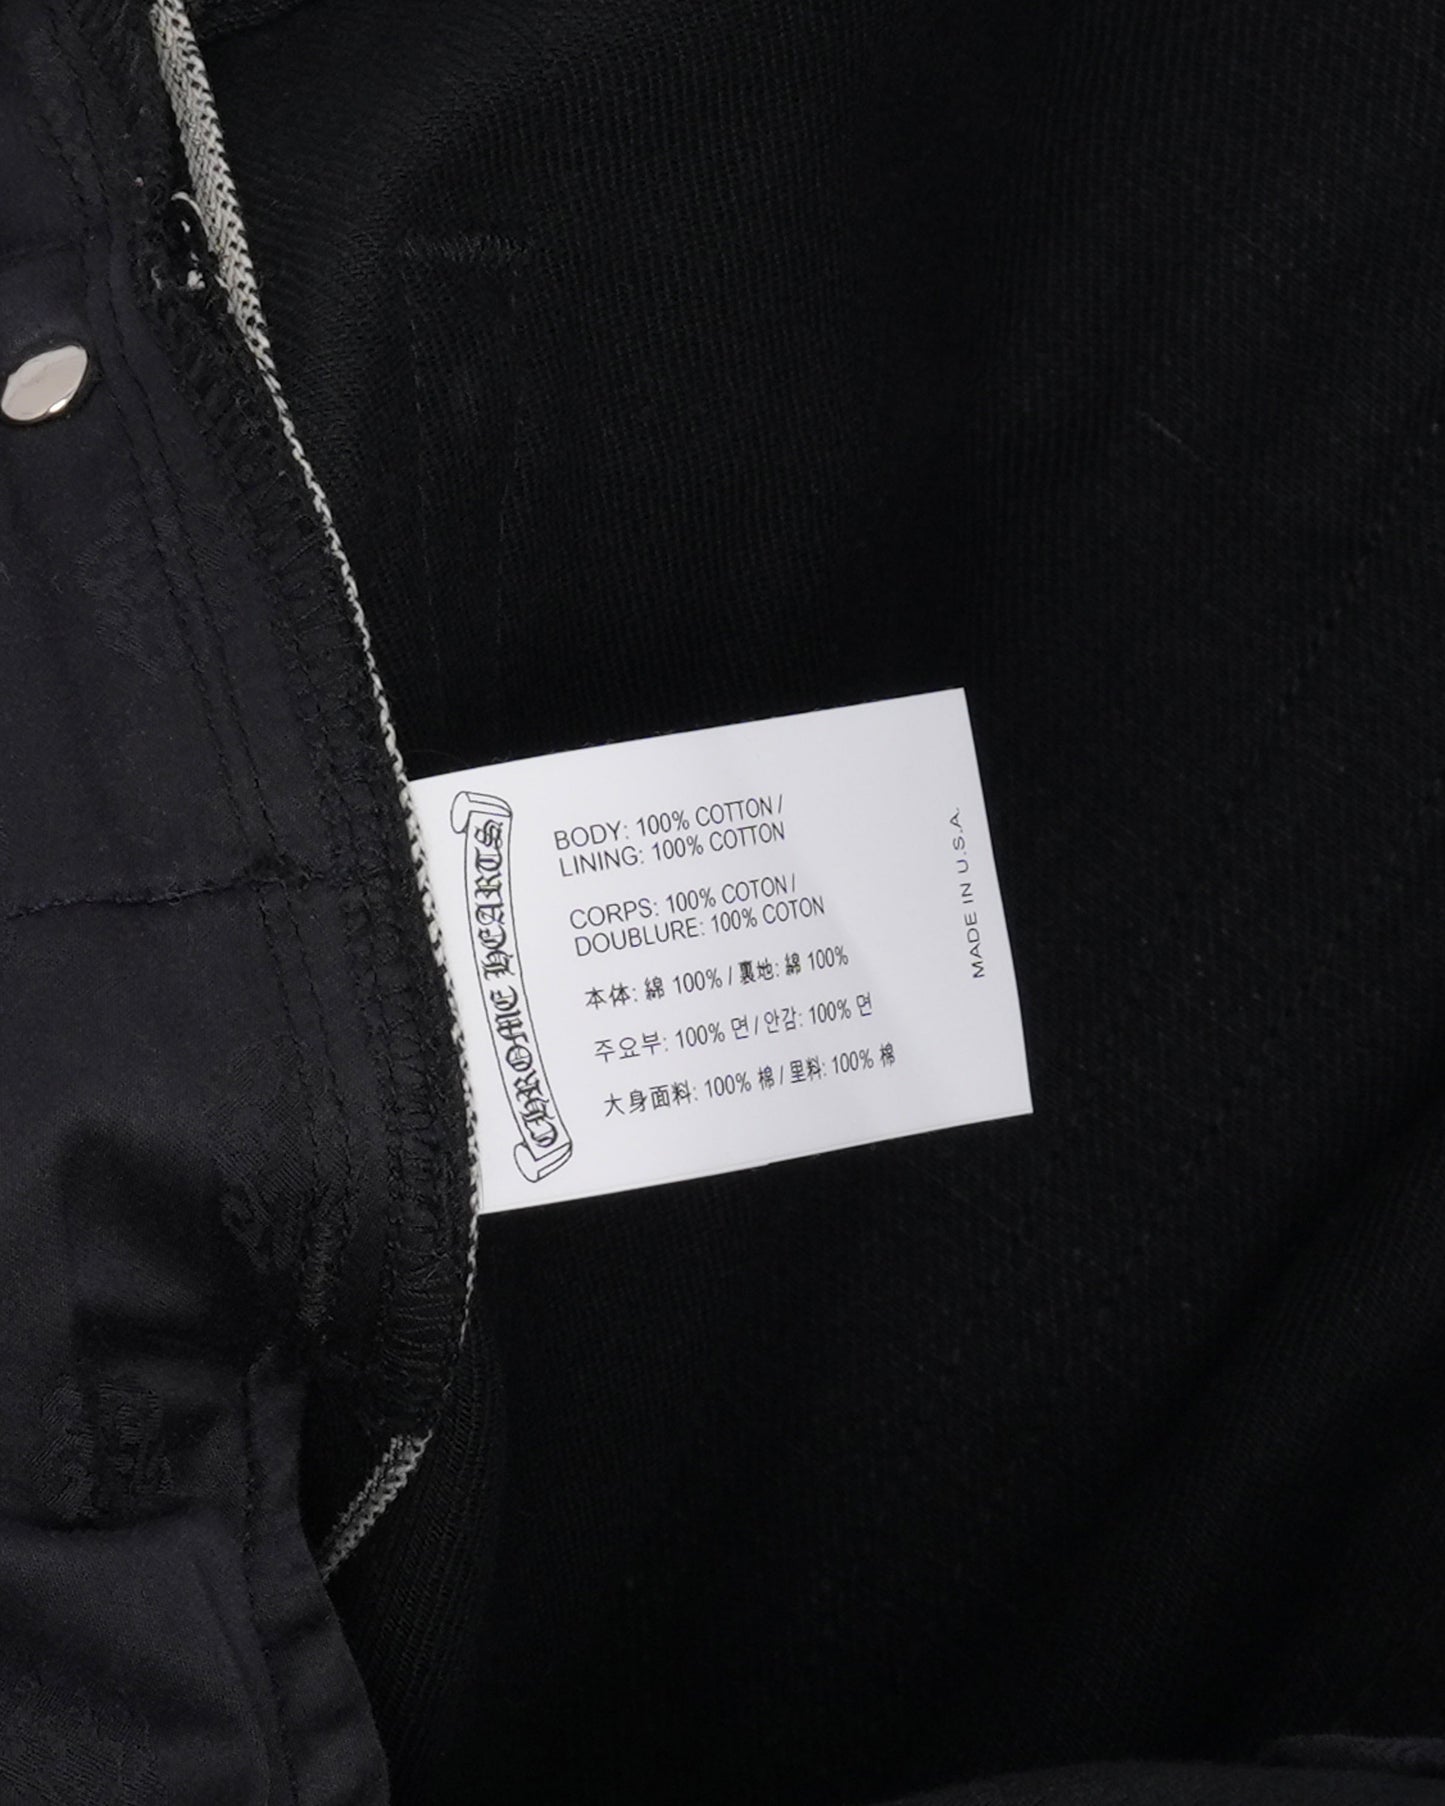 CHROME HEARTS
BODY: 100% COTTON /
LINING: 100% COTTON
CORPS: 100% COTON /
DOUBLURE: 100% COTON
本体: 綿 100% / 裏地: 綿 100%
주요부: 100% 면 / 안감: 100% 면
大身面料: 100% 棉 / 里料: 100% 棉
MADE IN U.S.A.